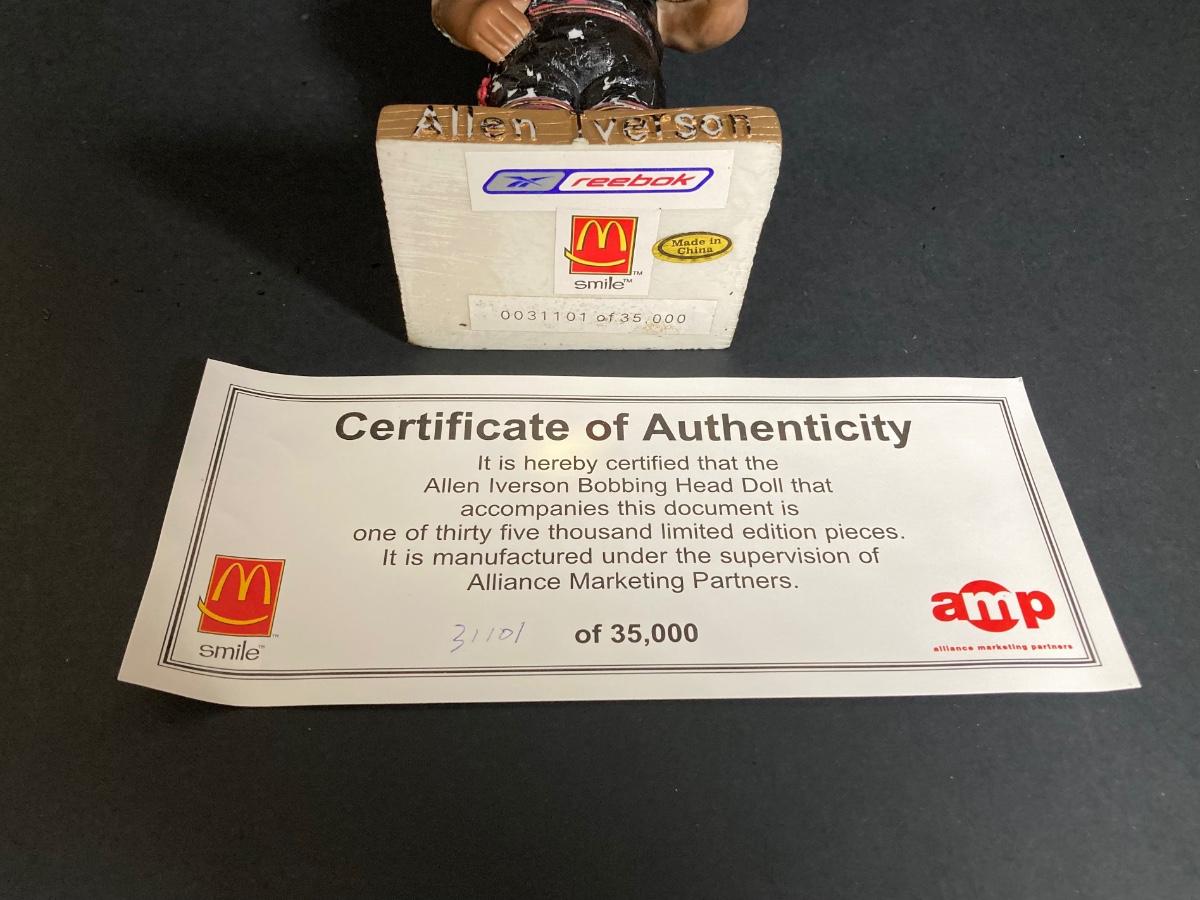 Allen Iverson
reebok
Made in
China
TM
smile™
0031101 of 35,000
Certificate of Authenticity
It is hereby certified that the
Allen Iverson Bobbing Head Doll that
accompanies this document is
one of thirty five thousand limited edition pieces.
It is manufactured under the supervision of
Alliance Marketing Partners.
31101 of 35,000
TM
smile™
amp
alliance marketing partners